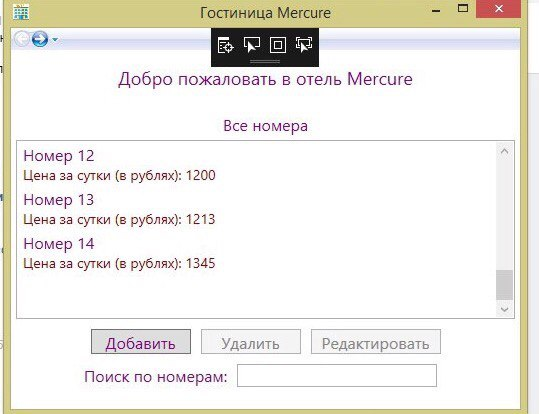 Гостиница Mercure
Добро пожаловать в отель Mercure
Все номера
Номер 12
Цена за сутки (в рублях): 1200
Номер 13
Цена за сутки (в рублях): 1213
Номер 14
Цена за сутки (в рублях): 1345
Добавить Удалить Редактировать
Поиск по номерам: